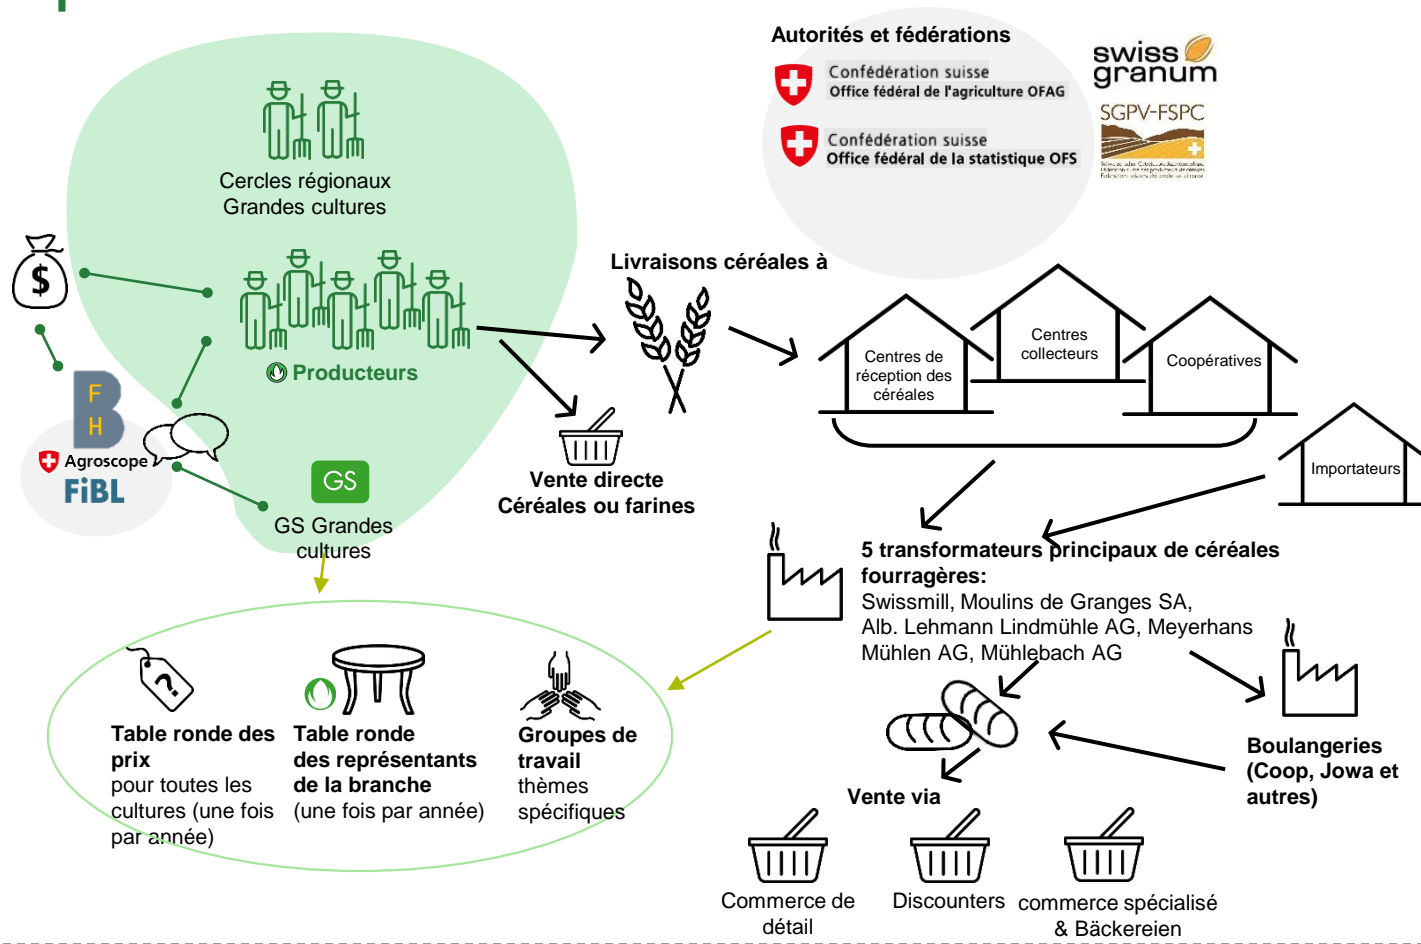 Autorités et fédérations
Confédération suisse
Office fédéral de l'agriculture OFAG
Confédération suisse
Office fédéral de la statistique OFS
swiss
granum
SGPV-FSPC
Cercles régionaux
Grandes cultures
$
Producteurs
B
F
H
Agroscope
FiBL
GS
GS Grandes
cultures
Livraisons céréales à
Centres de
réception des
céréales
Centres
collecteurs
Coopératives
Importateurs
Vente directe
Céréales ou farines
5 transformateurs principaux de céréales
fourragères:
Swissmill, Moulins de Granges SA,
Alb. Lehmann Lindmühle AG, Meyerhans
Mühlen AG, Mühlebach AG
?
Table ronde des
prix
pour toutes les
cultures (une fois
par année)
Table ronde
des représentants
de la branche
(une fois par année)
Groupes de
travail
thèmes
spécifiques
Boulangeries
(Coop, Jowa et
autres)
Vente via
Commerce de
détail
Discounters
commerce spécialisé
& Bäckereien